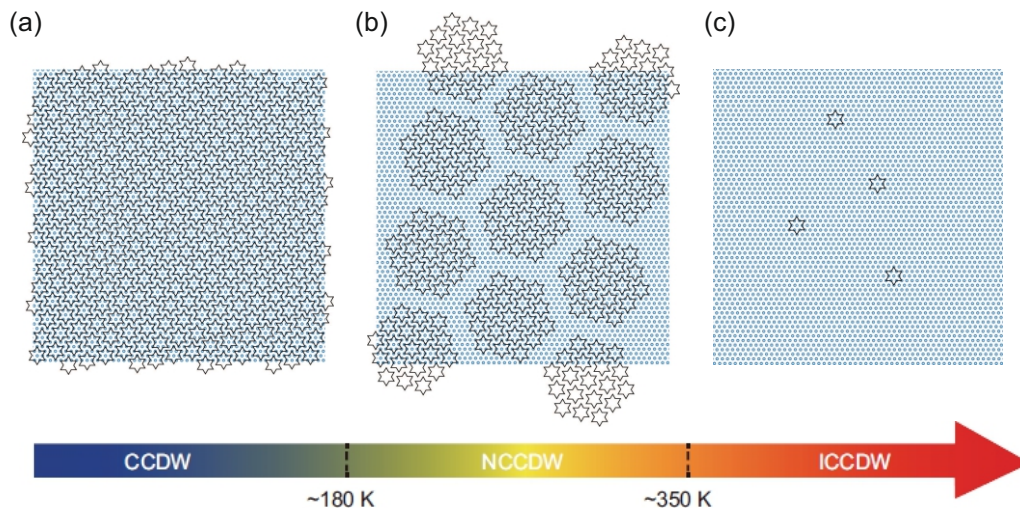 (a)
(b)
(c)
CCDW
NCCDW
ICCDW
~180 K
~350 K